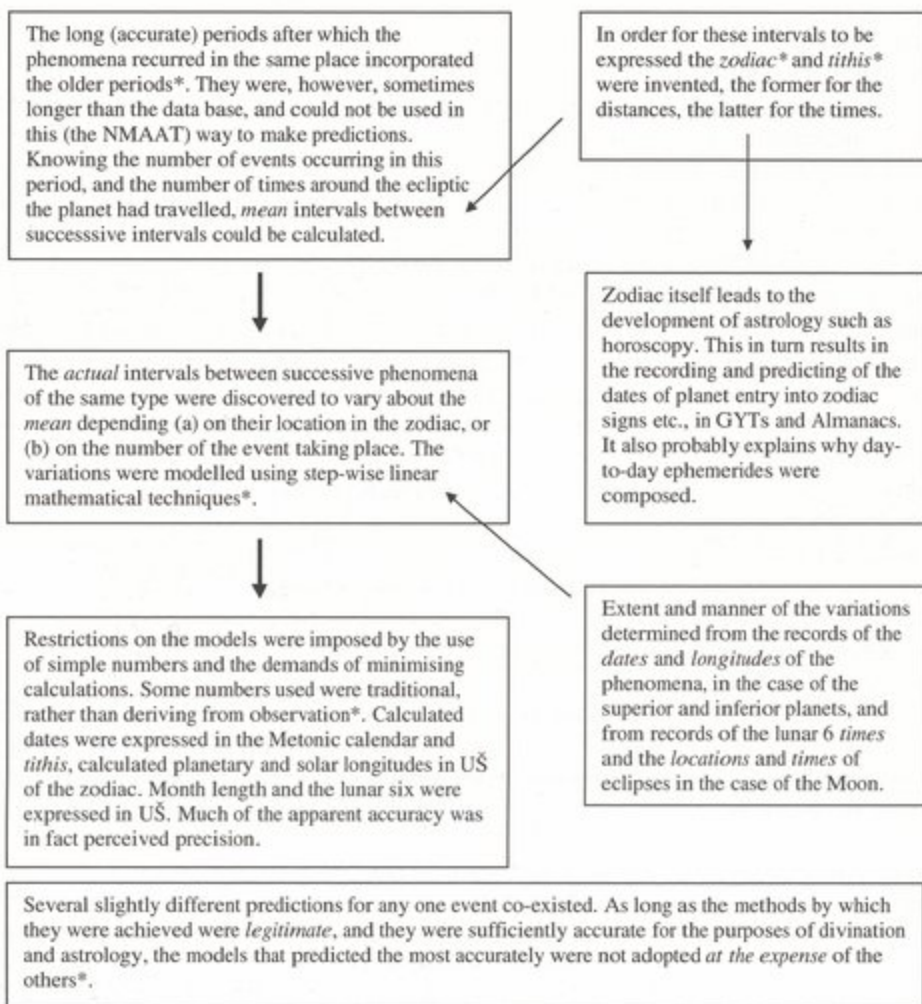 The long (accurate) periods after which the
phenomena recurred in the same place incorporated
the older periods*. They were, however, sometimes
longer than the data base, and could not be used in
this (the NMAAT) way to make predictions.
Knowing the number of events occurring in this
period, and the number of times around the ecliptic
the planet had travelled, mean intervals between
successsive intervals could be calculated.
In order for these intervals to be
expressed the zodiac* and tithis*
were invented, the former for the
distances, the latter for the times.
The actual intervals between successive phenomena
of the same type were discovered to vary about the
mean depending (a) on their location in the zodiac, or
(b) on the number of the event taking place. The
variations were modelled using step-wise linear
mathematical techniques*.
Zodiac itself leads to the
development of astrology such as
horoscopy. This in turn results in
the recording and predicting of the
dates of planet entry into zodiac
signs etc., in GYTs and Almanacs.
It also probably explains why day-
to-day ephemerides were
composed.
Restrictions on the models were imposed by the use
of simple numbers and the demands of minimising
calculations. Some numbers used were traditional,
rather than deriving from observation*. Calculated
dates were expressed in the Metonic calendar and
tithis, calculated planetary and solar longitudes in UŠ
of the zodiac. Month length and the lunar six were
expressed in UŠ. Much of the apparent accuracy was
in fact perceived precision.
Extent and manner of the variations
determined from the records of the
dates and longitudes of the
phenomena, in the case of the
superior and inferior planets, and
from records of the lunar 6 times
and the locations and times of
eclipses in the case of the Moon.
Several slightly different predictions for any one event co-existed. As long as the methods by which
they were achieved were legitimate, and they were sufficiently accurate for the purposes of divination
and astrology, the models that predicted the most accurately were not adopted at the expense of the
others*.